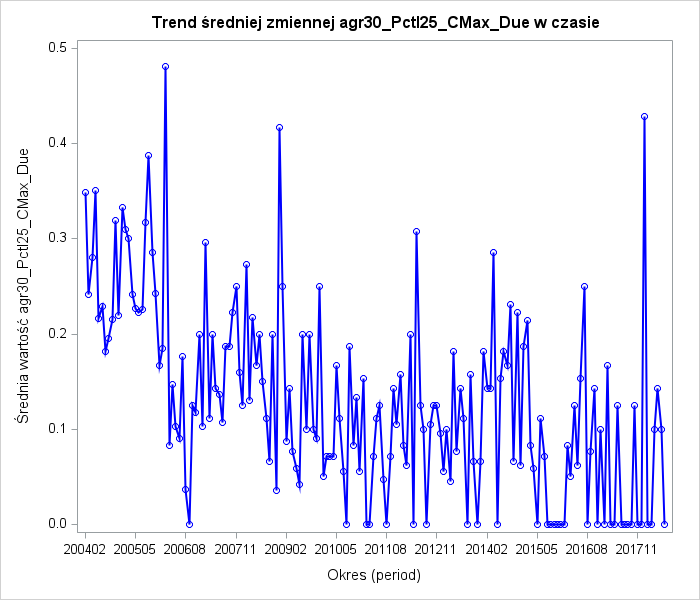 Trend średniej zmiennej agr30_Pctl25_CMax_Due w czasie
Średnia wartość agr30_Pctl25_CMax_Due
0.5
0.4
0.3
0.2
0.1
0.0
200402 200505 200608 200711 200902 201005 201108 201211 201402 201505 201608 201711
Okres (period)